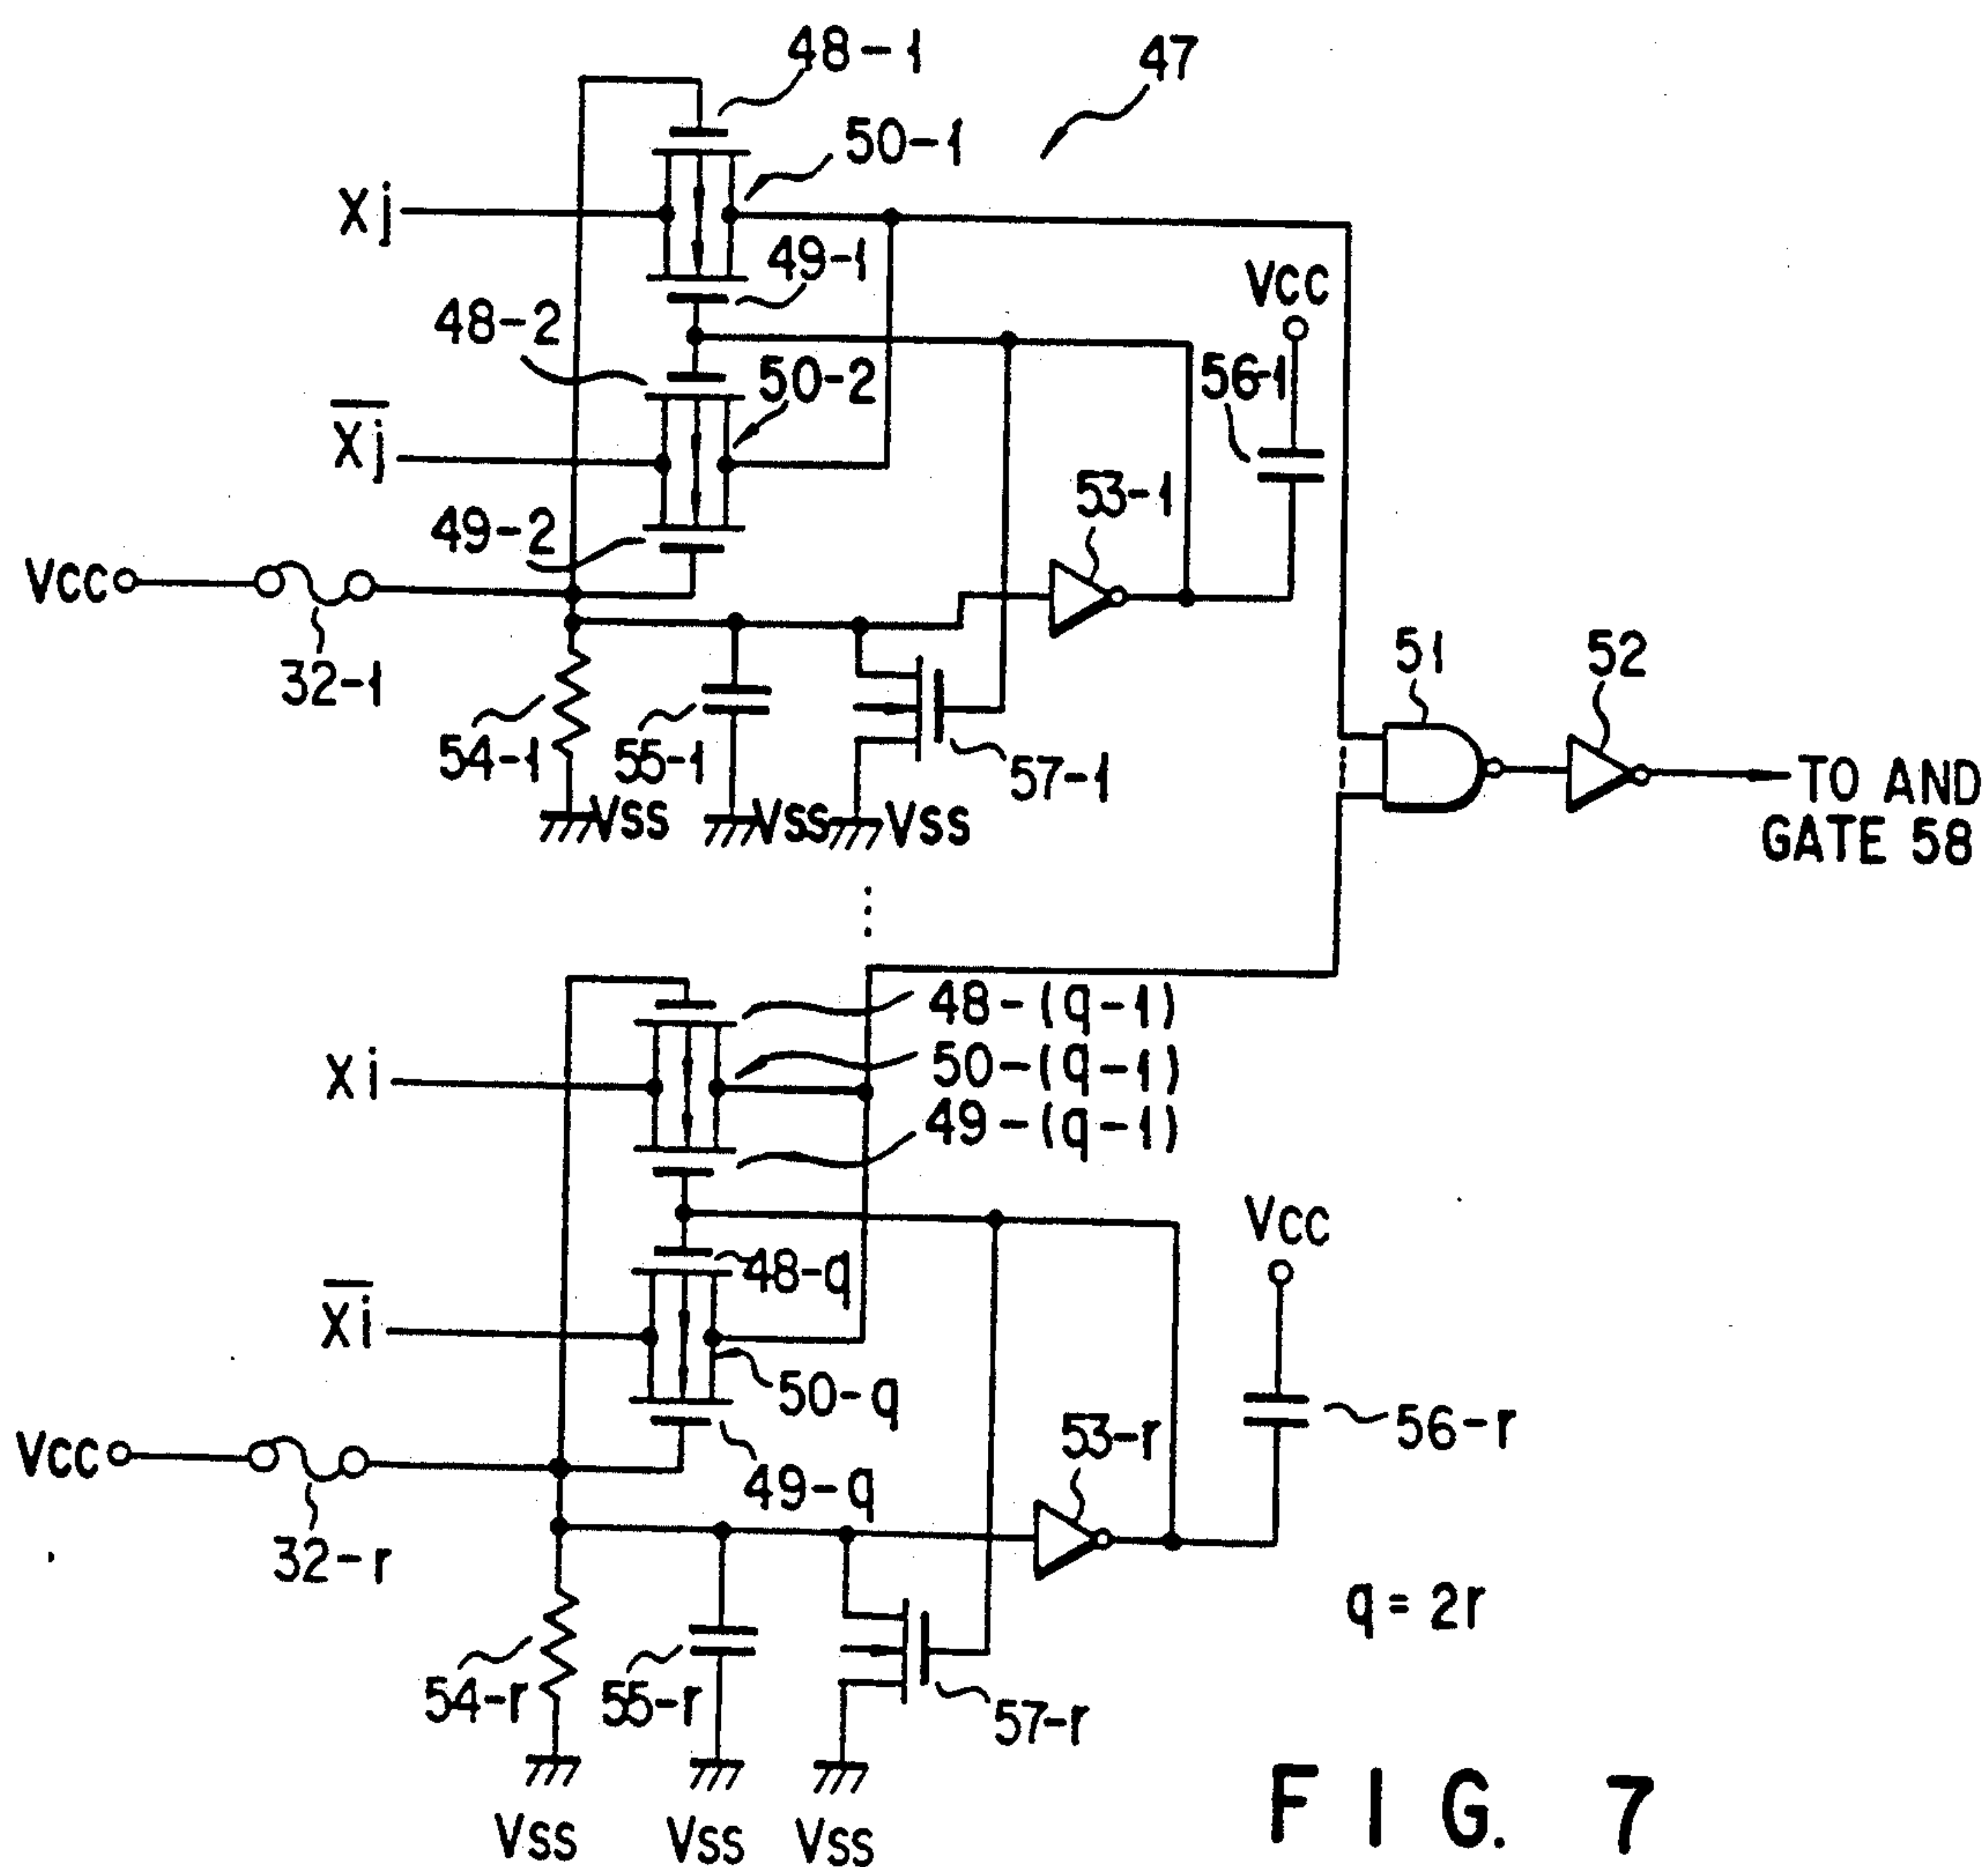 48-1
47
50-1
Xj
49-1
VCC
48-2
50-2
56-1
X̅j̅
53-1
49-2
VCC
32-1
51
52
54-1
55-1
57-1
TO AND
GATE 58
VSS
VSS
VSS
48-(q-1)
50-(q-1)
Xi
49-(q-1)
VCC
48-q
X̅i̅
50-q
53-r
56-r
VCC
49-q
32-r
q = 2r
54-r
55-r
57-r
VSS
VSS
VSS
FIG. 7